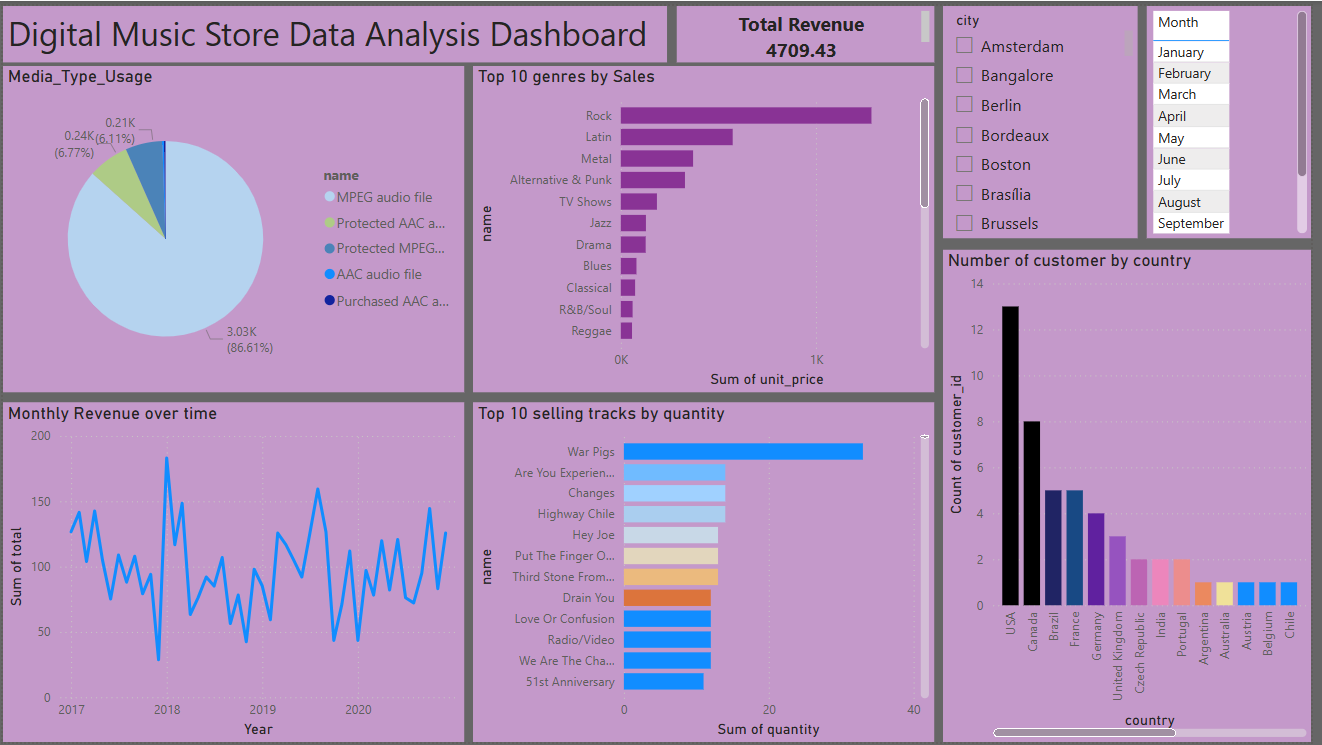 Digital Music Store Data Analysis Dashboard
Total Revenue
4709.43
city
Amsterdam
Bangalore
Berlin
Bordeaux
Boston
Brasília
Brussels
Month
January
February
March
April
May
June
July
August
September
Media_Type_Usage
0.21K
(6.11%)
0.24K
(6.77%)
3.03K
(86.61%)
name
MPEG audio file
Protected AAC a...
Protected MPEG...
AAC audio file
Purchased AAC a...
Top 10 genres by Sales
name
Rock
Latin
Metal
Alternative & Punk
TV Shows
Jazz
Drama
Blues
Classical
R&B/Soul
Reggae
0K 1K
Sum of unit_price
Number of customer by country
Count of customer_id
14
12
10
8
6
4
2
0
USA
Canada
Brazil
France
Germany
United Kingdom
Czech Republic
India
Portugal
Argentina
Australia
Austria
Belgium
Chile
country
Monthly Revenue over time
Sum of total
200
150
100
50
0
2017 2018 2019 2020
Year
Top 10 selling tracks by quantity
name
War Pigs
Are You Experien...
Changes
Highway Chile
Hey Joe
Put The Finger O...
Third Stone From...
Drain You
Love Or Confusion
Radio/Video
We Are The Cha...
51st Anniversary
0 20 40
Sum of quantity